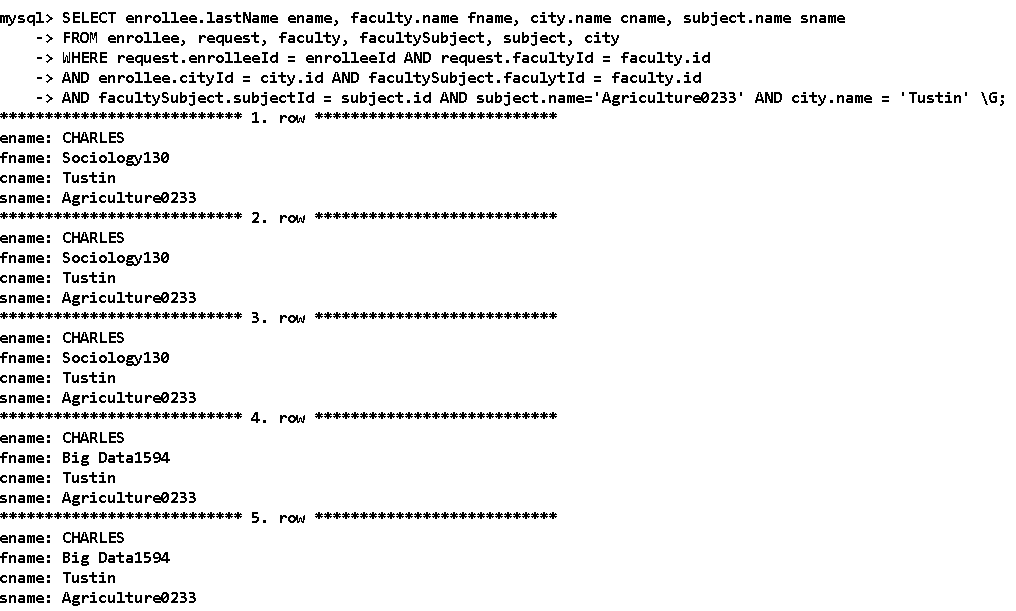 mysql> SELECT enrollee.lastName ename, faculty.name fname, city.name cname, subject.name sname
-> FROM enrollee, request, faculty, facultySubject, subject, city
-> WHERE request.enrolleeId = enrolleeId AND request.facultyId = faculty.id
-> AND enrollee.cityId = city.id AND facultySubject.faculytId = faculty.id
-> AND facultySubject.subjectId = subject.id AND subject.name='Agriculture0233' AND city.name = 'Tustin' \G;
*************************** 1. row ***************************
ename: CHARLES
fname: Sociology130
cname: Tustin
sname: Agriculture0233
*************************** 2. row ***************************
ename: CHARLES
fname: Sociology130
cname: Tustin
sname: Agriculture0233
*************************** 3. row ***************************
ename: CHARLES
fname: Sociology130
cname: Tustin
sname: Agriculture0233
*************************** 4. row ***************************
ename: CHARLES
fname: Big Data1594
cname: Tustin
sname: Agriculture0233
*************************** 5. row ***************************
ename: CHARLES
fname: Big Data1594
cname: Tustin
sname: Agriculture0233